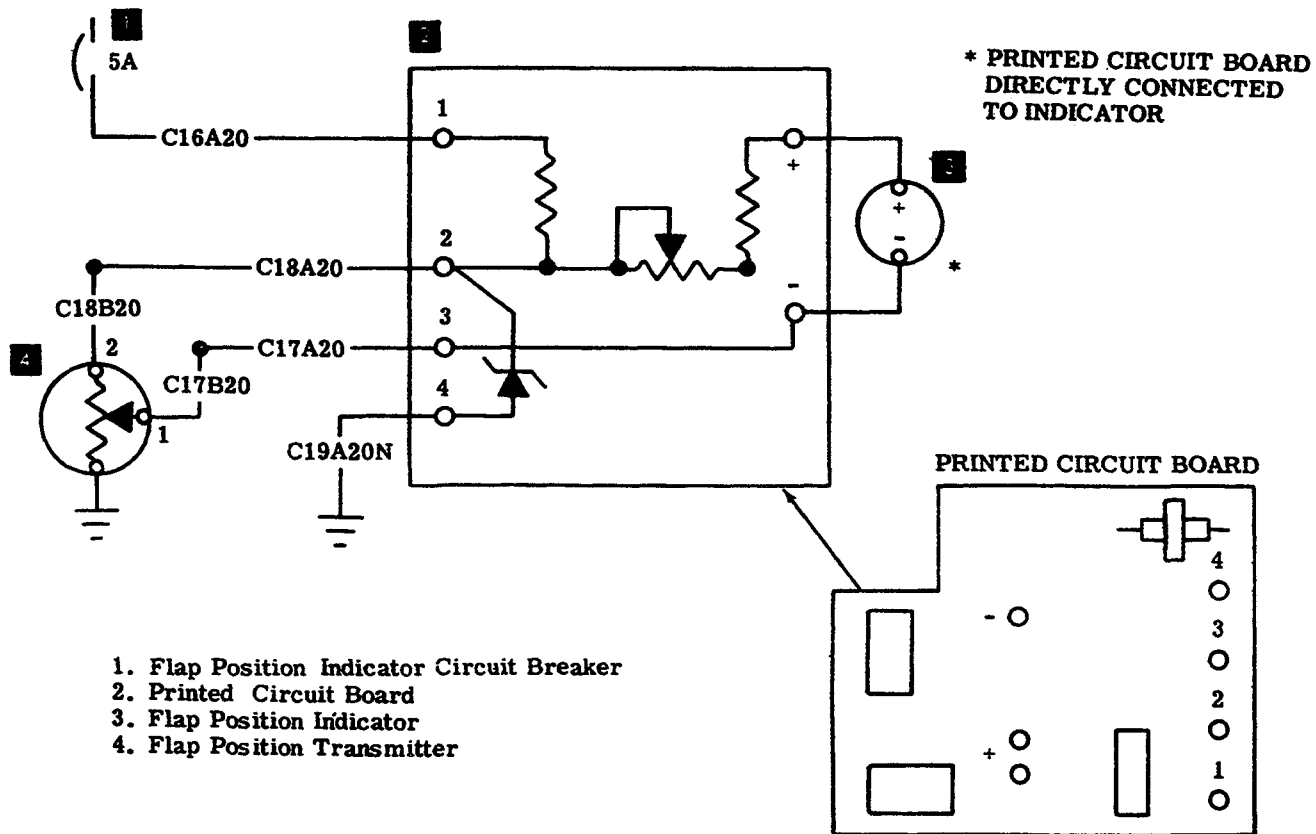 1
5A
2
* PRINTED CIRCUIT BOARD
DIRECTLY CONNECTED
TO INDICATOR
1
C16A20
+
3
+
-
*
2
C18A20
-
C18B20
3
C17A20
4
2
C17B20
1
4
C19A20N
PRINTED CIRCUIT BOARD
4
-
3
2
+
1
1. Flap Position Indicator Circuit Breaker
2. Printed Circuit Board
3. Flap Position Indicator
4. Flap Position Transmitter